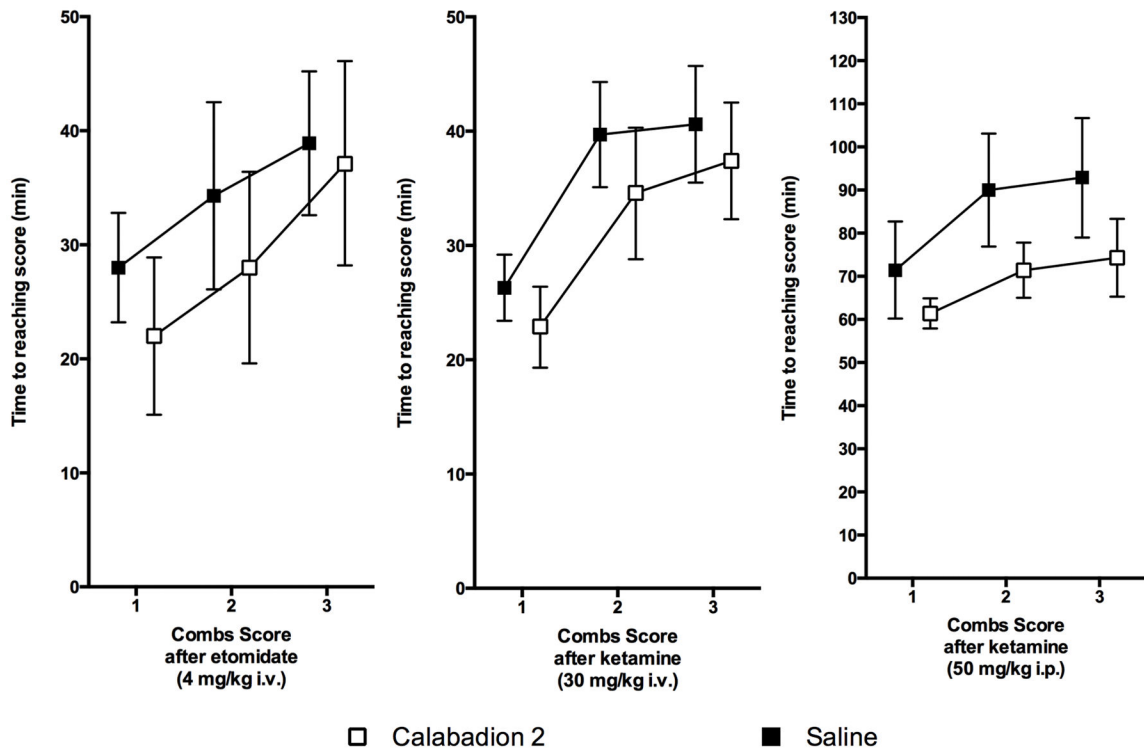 50
40
30
20
10
0
Time to reaching score (min)
1 2 3
Combs Score
after etomidate
(4 mg/kg i.v.)
50
40
30
20
10
0
Time to reaching score (min)
1 2 3
Combs Score
after ketamine
(30 mg/kg i.v.)
130
120
110
100
90
80
70
60
50
40
30
20
10
0
Time to reaching score (min)
1 2 3
Combs Score
after ketamine
(50 mg/kg i.p.)
Calabadion 2 Saline